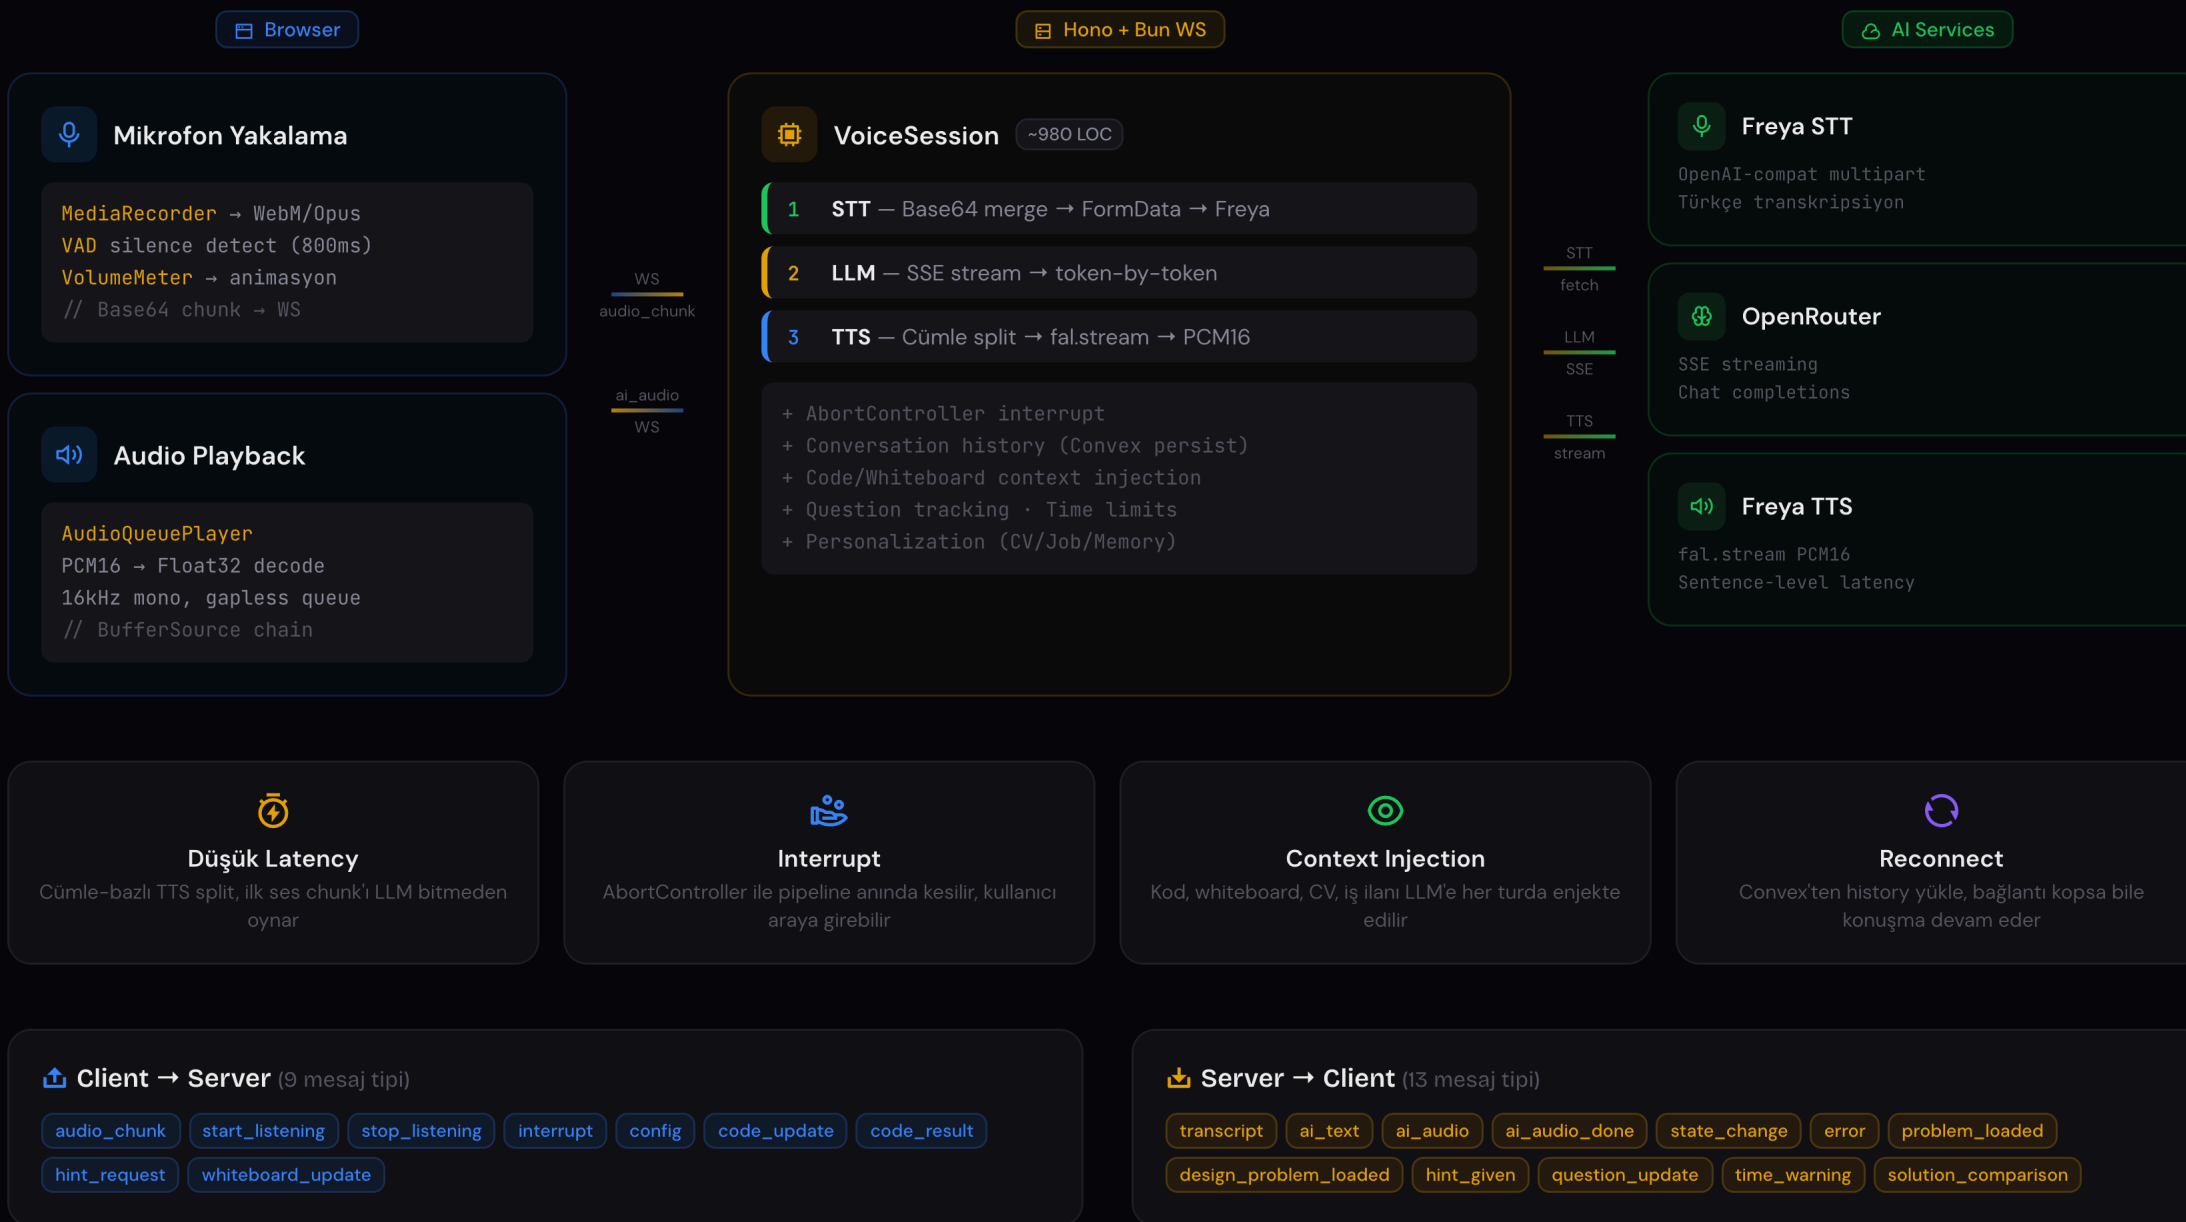 Browser
Hono + Bun WS
AI Services
Mikrofon Yakalama
MediaRecorder → WebM/Opus
VAD silence detect (800ms)
VolumeMeter → animasyon
// Base64 chunk → WS
Audio Playback
AudioQueuePlayer
PCM16 → Float32 decode
16kHz mono, gapless queue
// BufferSource chain
WS
audio_chunk
ai_audio
WS
VoiceSession ~980 LOC
1 STT — Base64 merge → FormData → Freya
2 LLM — SSE stream → token-by-token
3 TTS — Cümle split → fal.stream → PCM16
+ AbortController interrupt
+ Conversation history (Convex persist)
+ Code/Whiteboard context injection
+ Question tracking · Time limits
+ Personalization (CV/Job/Memory)
STT
fetch
LLM
SSE
TTS
stream
Freya STT
OpenAI-compat multipart
Türkçe transkripsiyon
OpenRouter
SSE streaming
Chat completions
Freya TTS
fal.stream PCM16
Sentence-level latency
Düşük Latency
Cümle-bazlı TTS split, ilk ses chunk'ı LLM bitmeden
oynar
Interrupt
AbortController ile pipeline anında kesilir, kullanıcı
araya girebilir
Context Injection
Kod, whiteboard, CV, iş ilanı LLM'e her turda enjekte
edilir
Reconnect
Convex'ten history yükle, bağlantı kopsa bile
konuşma devam eder
Client → Server (9 mesaj tipi)
audio_chunk start_listening stop_listening interrupt config code_update code_result
hint_request whiteboard_update
Server → Client (13 mesaj tipi)
transcript ai_text ai_audio ai_audio_done state_change error problem_loaded
design_problem_loaded hint_given question_update time_warning solution_comparison